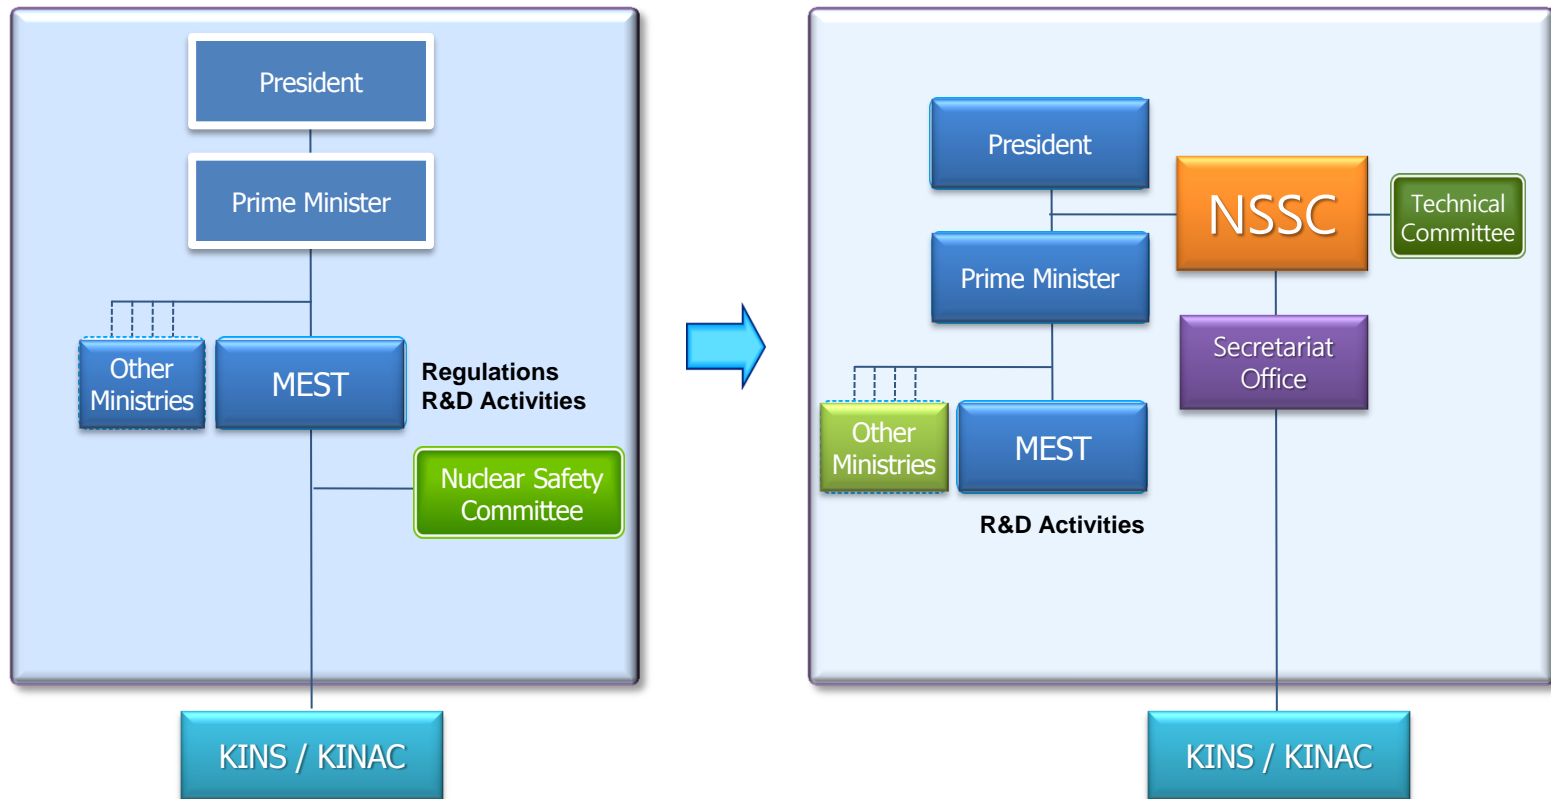 President
Prime Minister
Other
Ministries
MEST
Regulations
R&D Activities
Nuclear Safety
Committee
KINS / KINAC
President
NSSC
Technical
Committee
Prime Minister
Secretariat
Office
Other
Ministries
MEST
R&D Activities
KINS / KINAC